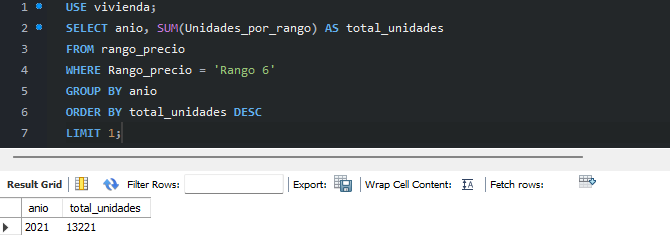 1 USE vivienda;
2 SELECT anio, SUM(Unidades_por_rango) AS total_unidades
3 FROM rango_precio
4 WHERE Rango_precio = 'Rango 6'
5 GROUP BY anio
6 ORDER BY total_unidades DESC
7 LIMIT 1;
Result Grid Filter Rows: Export: Wrap Cell Content: IA Fetch rows:
anio total_unidades
2021 13221